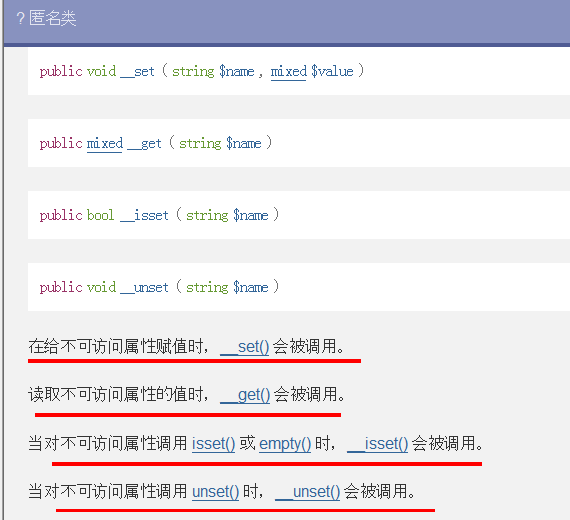 ? 匿名类
public void __set ( string $name , mixed $value )
public mixed __get ( string $name )
public bool __isset ( string $name )
public void __unset ( string $name )
在给不可访问属性赋值时，__set() 会被调用。
读取不可访问属性的值时，__get() 会被调用。
当对不可访问属性调用 isset() 或 empty() 时，__isset() 会被调用。
当对不可访问属性调用 unset() 时，__unset() 会被调用。